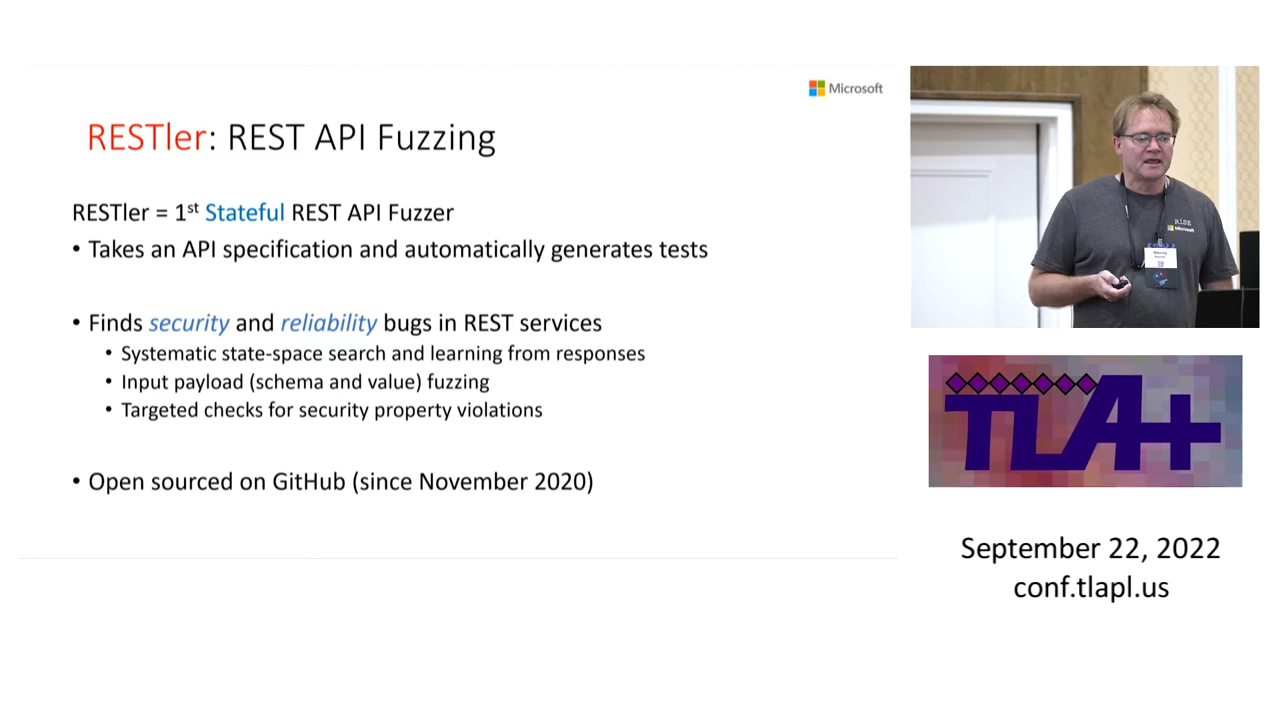 Microsoft
RESTler: REST API Fuzzing
RESTler = 1st Stateful REST API Fuzzer
• Takes an API specification and automatically generates tests
• Finds security and reliability bugs in REST services
• Systematic state-space search and learning from responses
• Input payload (schema and value) fuzzing
• Targeted checks for security property violations
• Open sourced on GitHub (since November 2020)
RiSE
Microsoft
TLA+
September 22, 2022
conf.tlapl.us